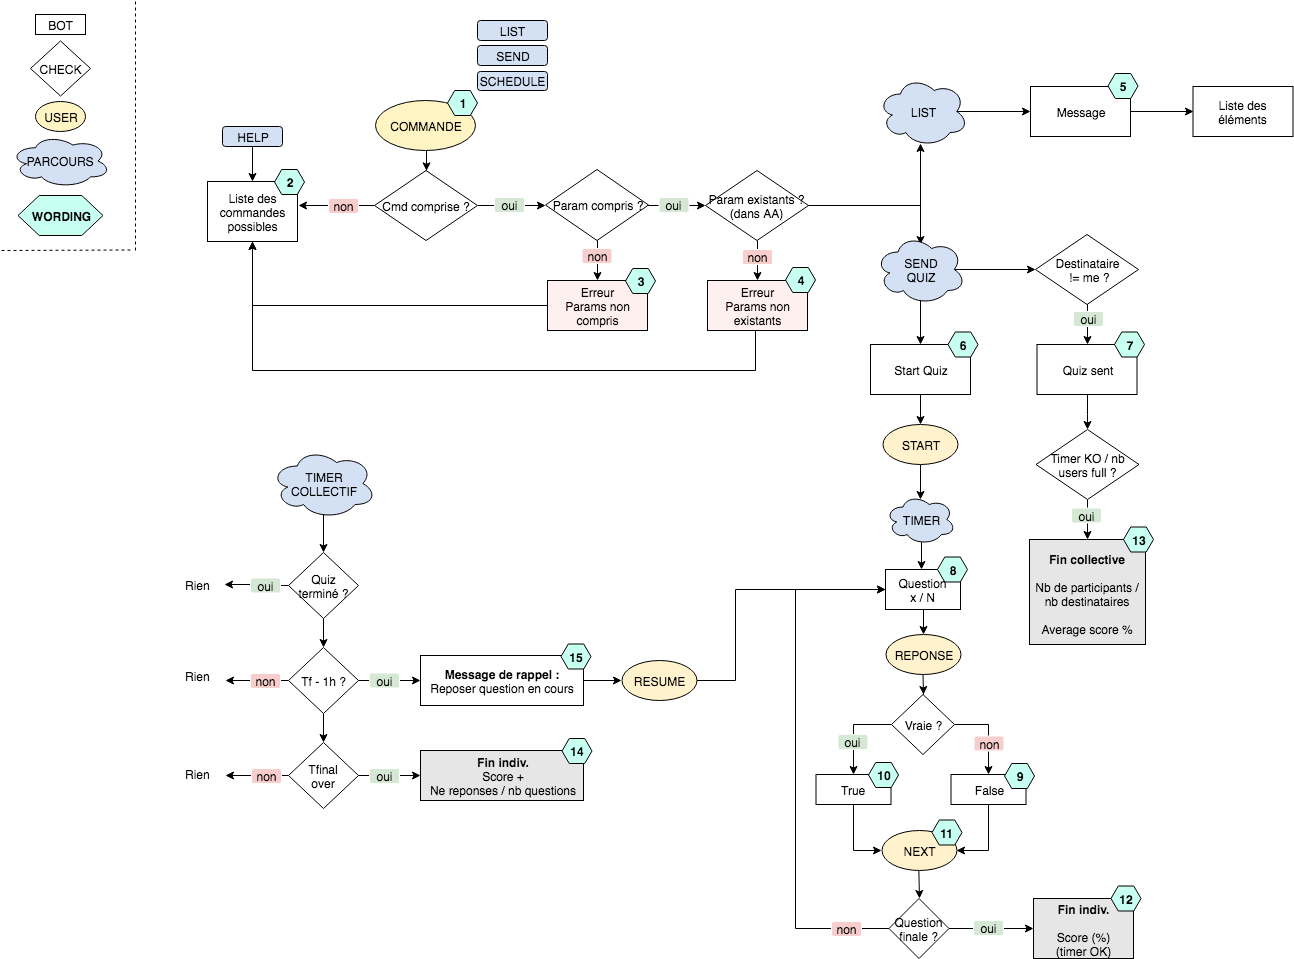 BOT
CHECK
USER
PARCOURS
WORDING
LIST
SEND
SCHEDULE
1
COMMANDE
HELP
2
Liste des
commandes
possibles
non
Cmd comprise ?
oui
Param compris ?
oui
Param existants ?
(dans AA)
non
non
3
Erreur
Params non
compris
4
Erreur
Params non
existants
LIST
5
Message
Liste des
éléments
SEND
QUIZ
Destinataire
!= me ?
oui
6
Start Quiz
7
Quiz sent
START
Timer KO / nb
users full ?
oui
TIMER
13
Fin collective
Nb de participants /
nb destinataires
Average score %
8
Question
x / N
REPONSE
Vraie ?
oui
non
10
True
9
False
11
NEXT
Question
finale ?
non
oui
12
Fin indiv.
Score (%)
(timer OK)
TIMER
COLLECTIF
Rien
oui
Quiz
terminé ?
Rien
non
Tf - 1h ?
oui
15
Message de rappel :
Reposer question en cours
RESUME
Rien
non
Tfinal
over
oui
14
Fin indiv.
Score +
Ne reponses / nb questions